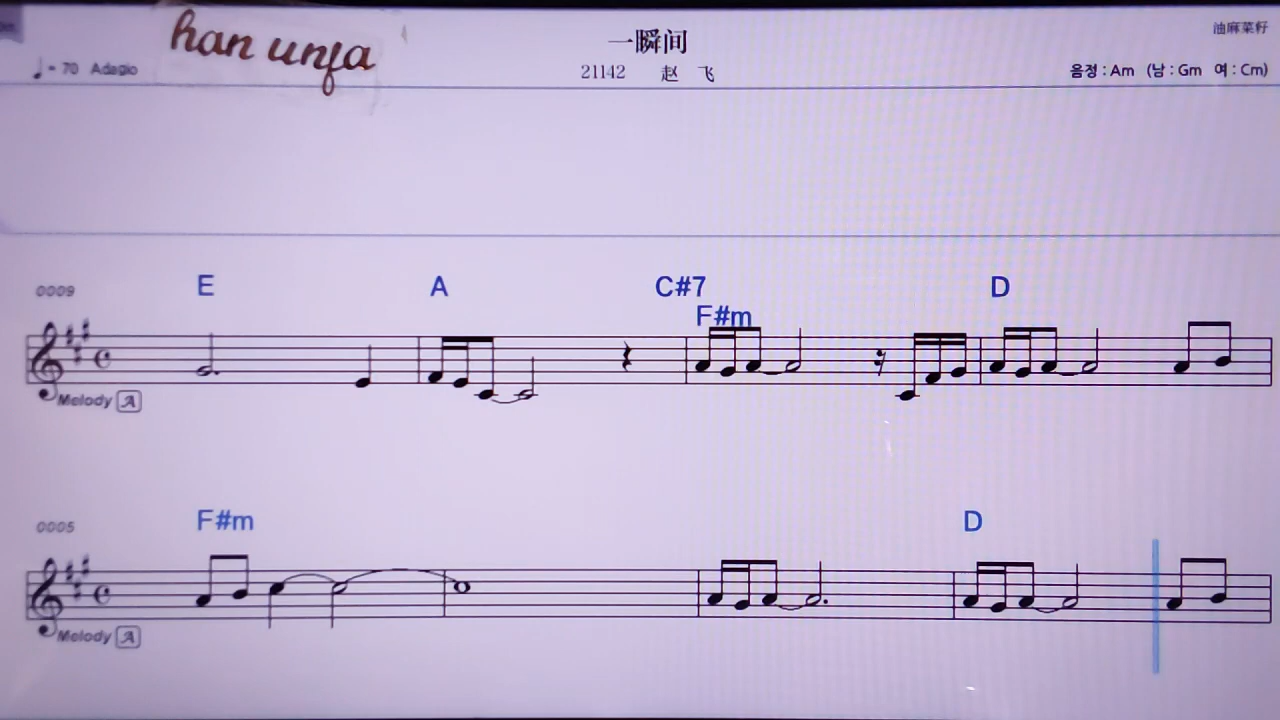 han unfa
一瞬间
油麻菜籽
♩= 70 Adagio
21142 赵 飞
음정 : Am (남 : Gm 여 : Cm)
E A C#7 D
0009
F#m
Melody A
F#m D
0005
Melody A